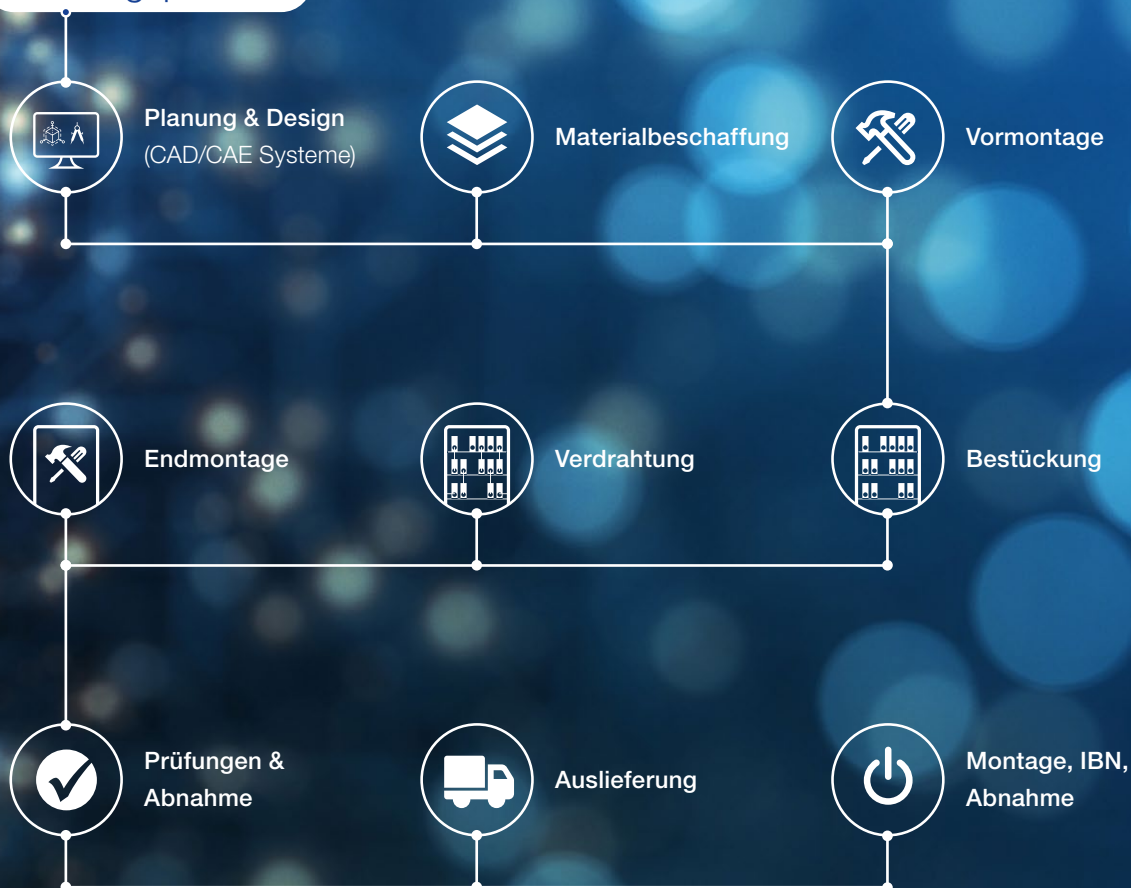 Planung & Design
(CAD/CAE Systeme)
Materialbeschaffung
Vormontage
Endmontage
Verdrahtung
Bestückung
Prüfungen &
Abnahme
Auslieferung
Montage, IBN,
Abnahme